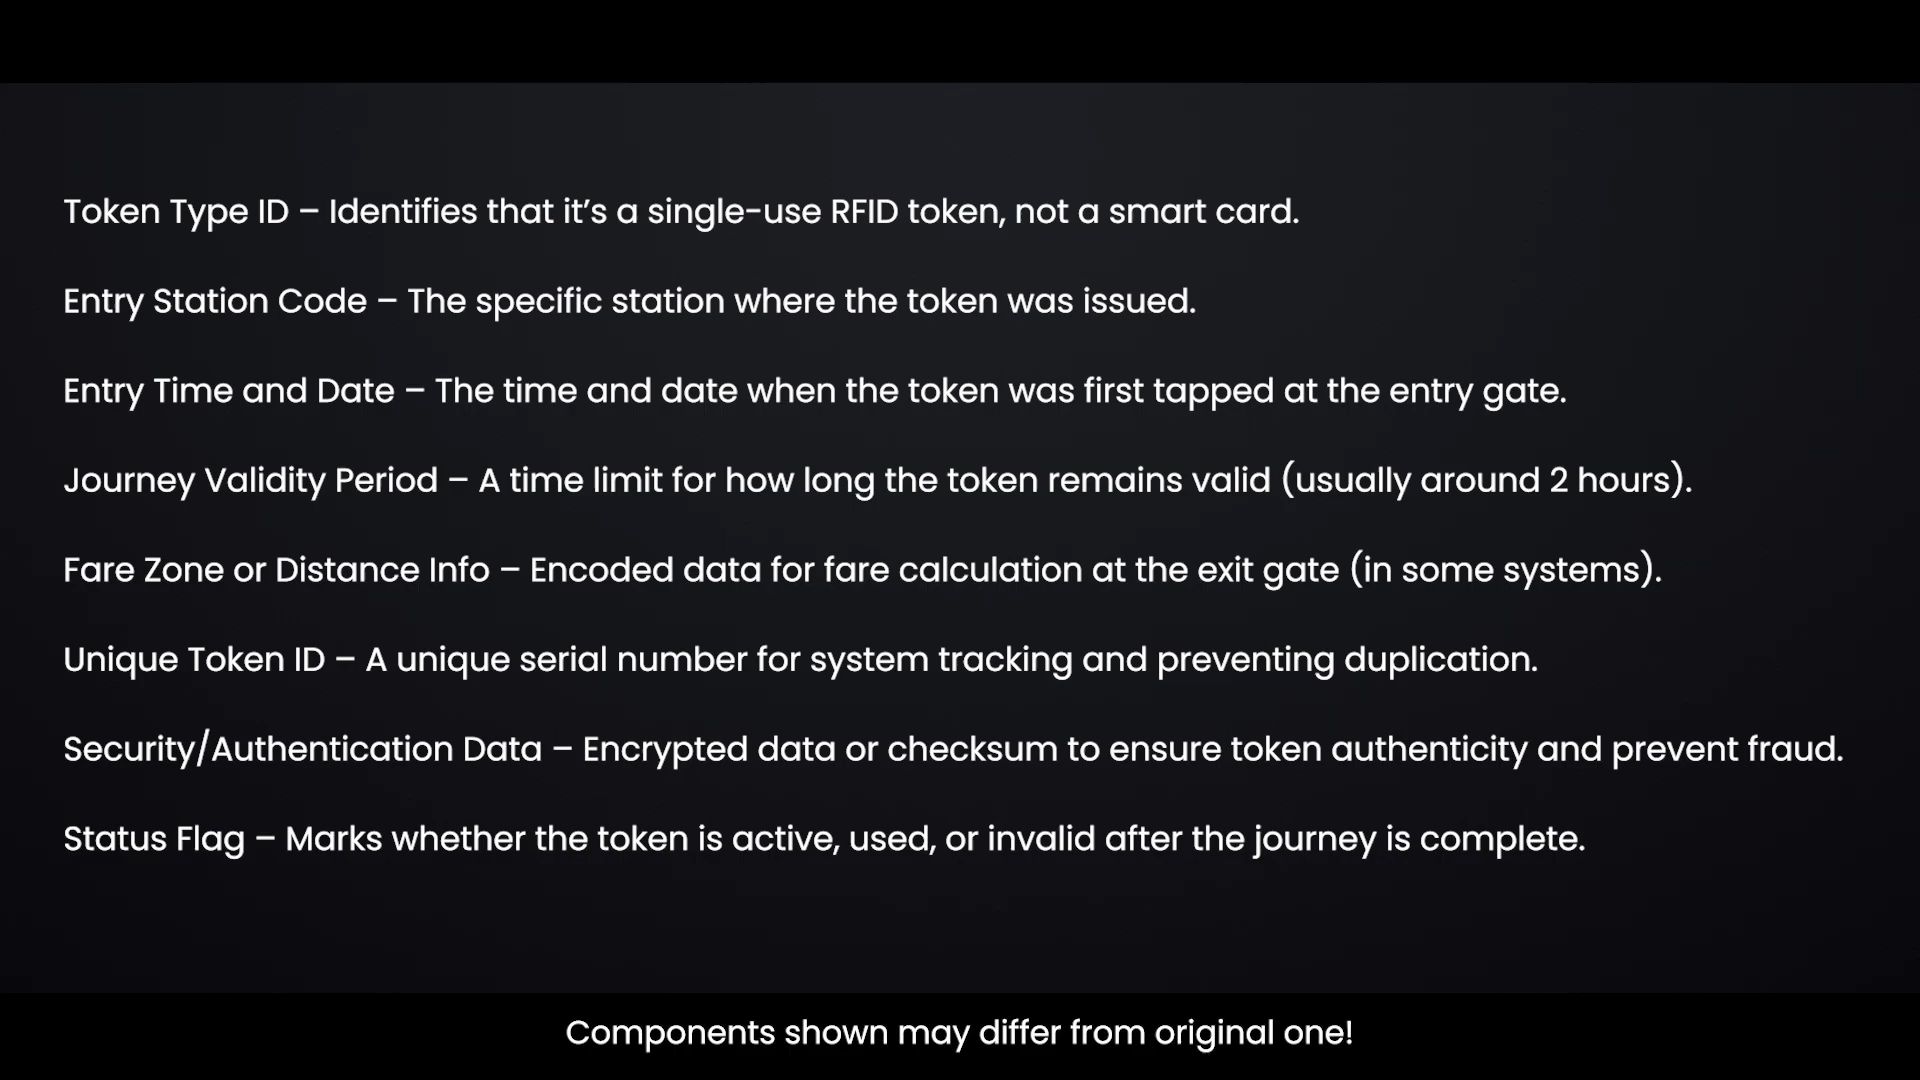 Token Type ID – Identifies that it’s a single-use RFID token, not a smart card.
Entry Station Code – The specific station where the token was issued.
Entry Time and Date – The time and date when the token was first tapped at the entry gate.
Journey Validity Period – A time limit for how long the token remains valid (usually around 2 hours).
Fare Zone or Distance Info – Encoded data for fare calculation at the exit gate (in some systems).
Unique Token ID – A unique serial number for system tracking and preventing duplication.
Security/Authentication Data – Encrypted data or checksum to ensure token authenticity and prevent fraud.
Status Flag – Marks whether the token is active, used, or invalid after the journey is complete.
Components shown may differ from original one!